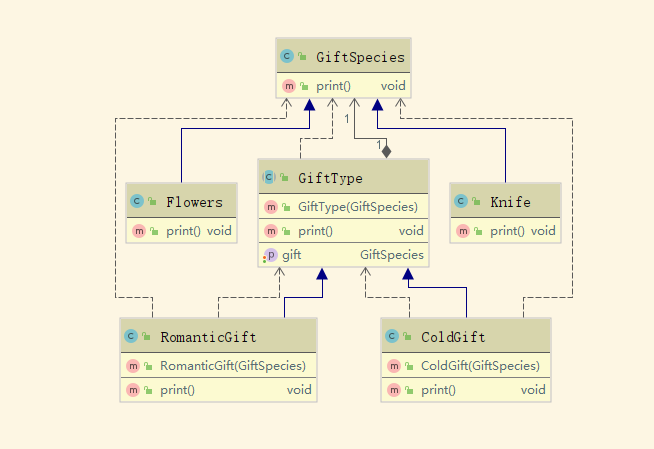 GiftSpecies
print() void
1
1
GiftType
GiftType(GiftSpecies)
print() void
gift GiftSpecies
Flowers
print() void
Knife
print() void
RomanticGift
RomanticGift(GiftSpecies)
print() void
ColdGift
ColdGift(GiftSpecies)
print() void